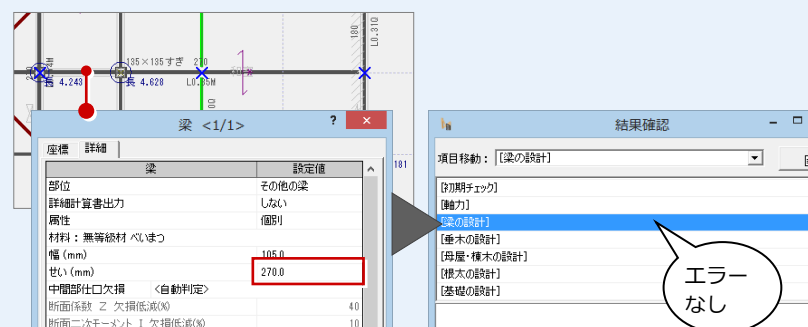 180
L0.31Q
135×135すぎ 270
長 4.243
長 4.628
梁 <1/1>
? ×
座標 詳細
梁 設定値
部位 その他の梁
詳細計算書出力 しない
属性 個別
材料：無等級材 べいまつ
幅 (mm) 105.0
せい (mm) 270.0
中間部仕口欠損 <自動判定>
断面係数 Z 欠損低減(%) 40
断面二次モーメント I 欠損低減(%) 10
181
結果確認
項目移動： [梁の設計]
[初期チェック]
[軸力]
[梁の設計]
[垂木の設計]
[母屋・棟木の設計]
[根太の設計]
[基礎の設計]
エラー
なし